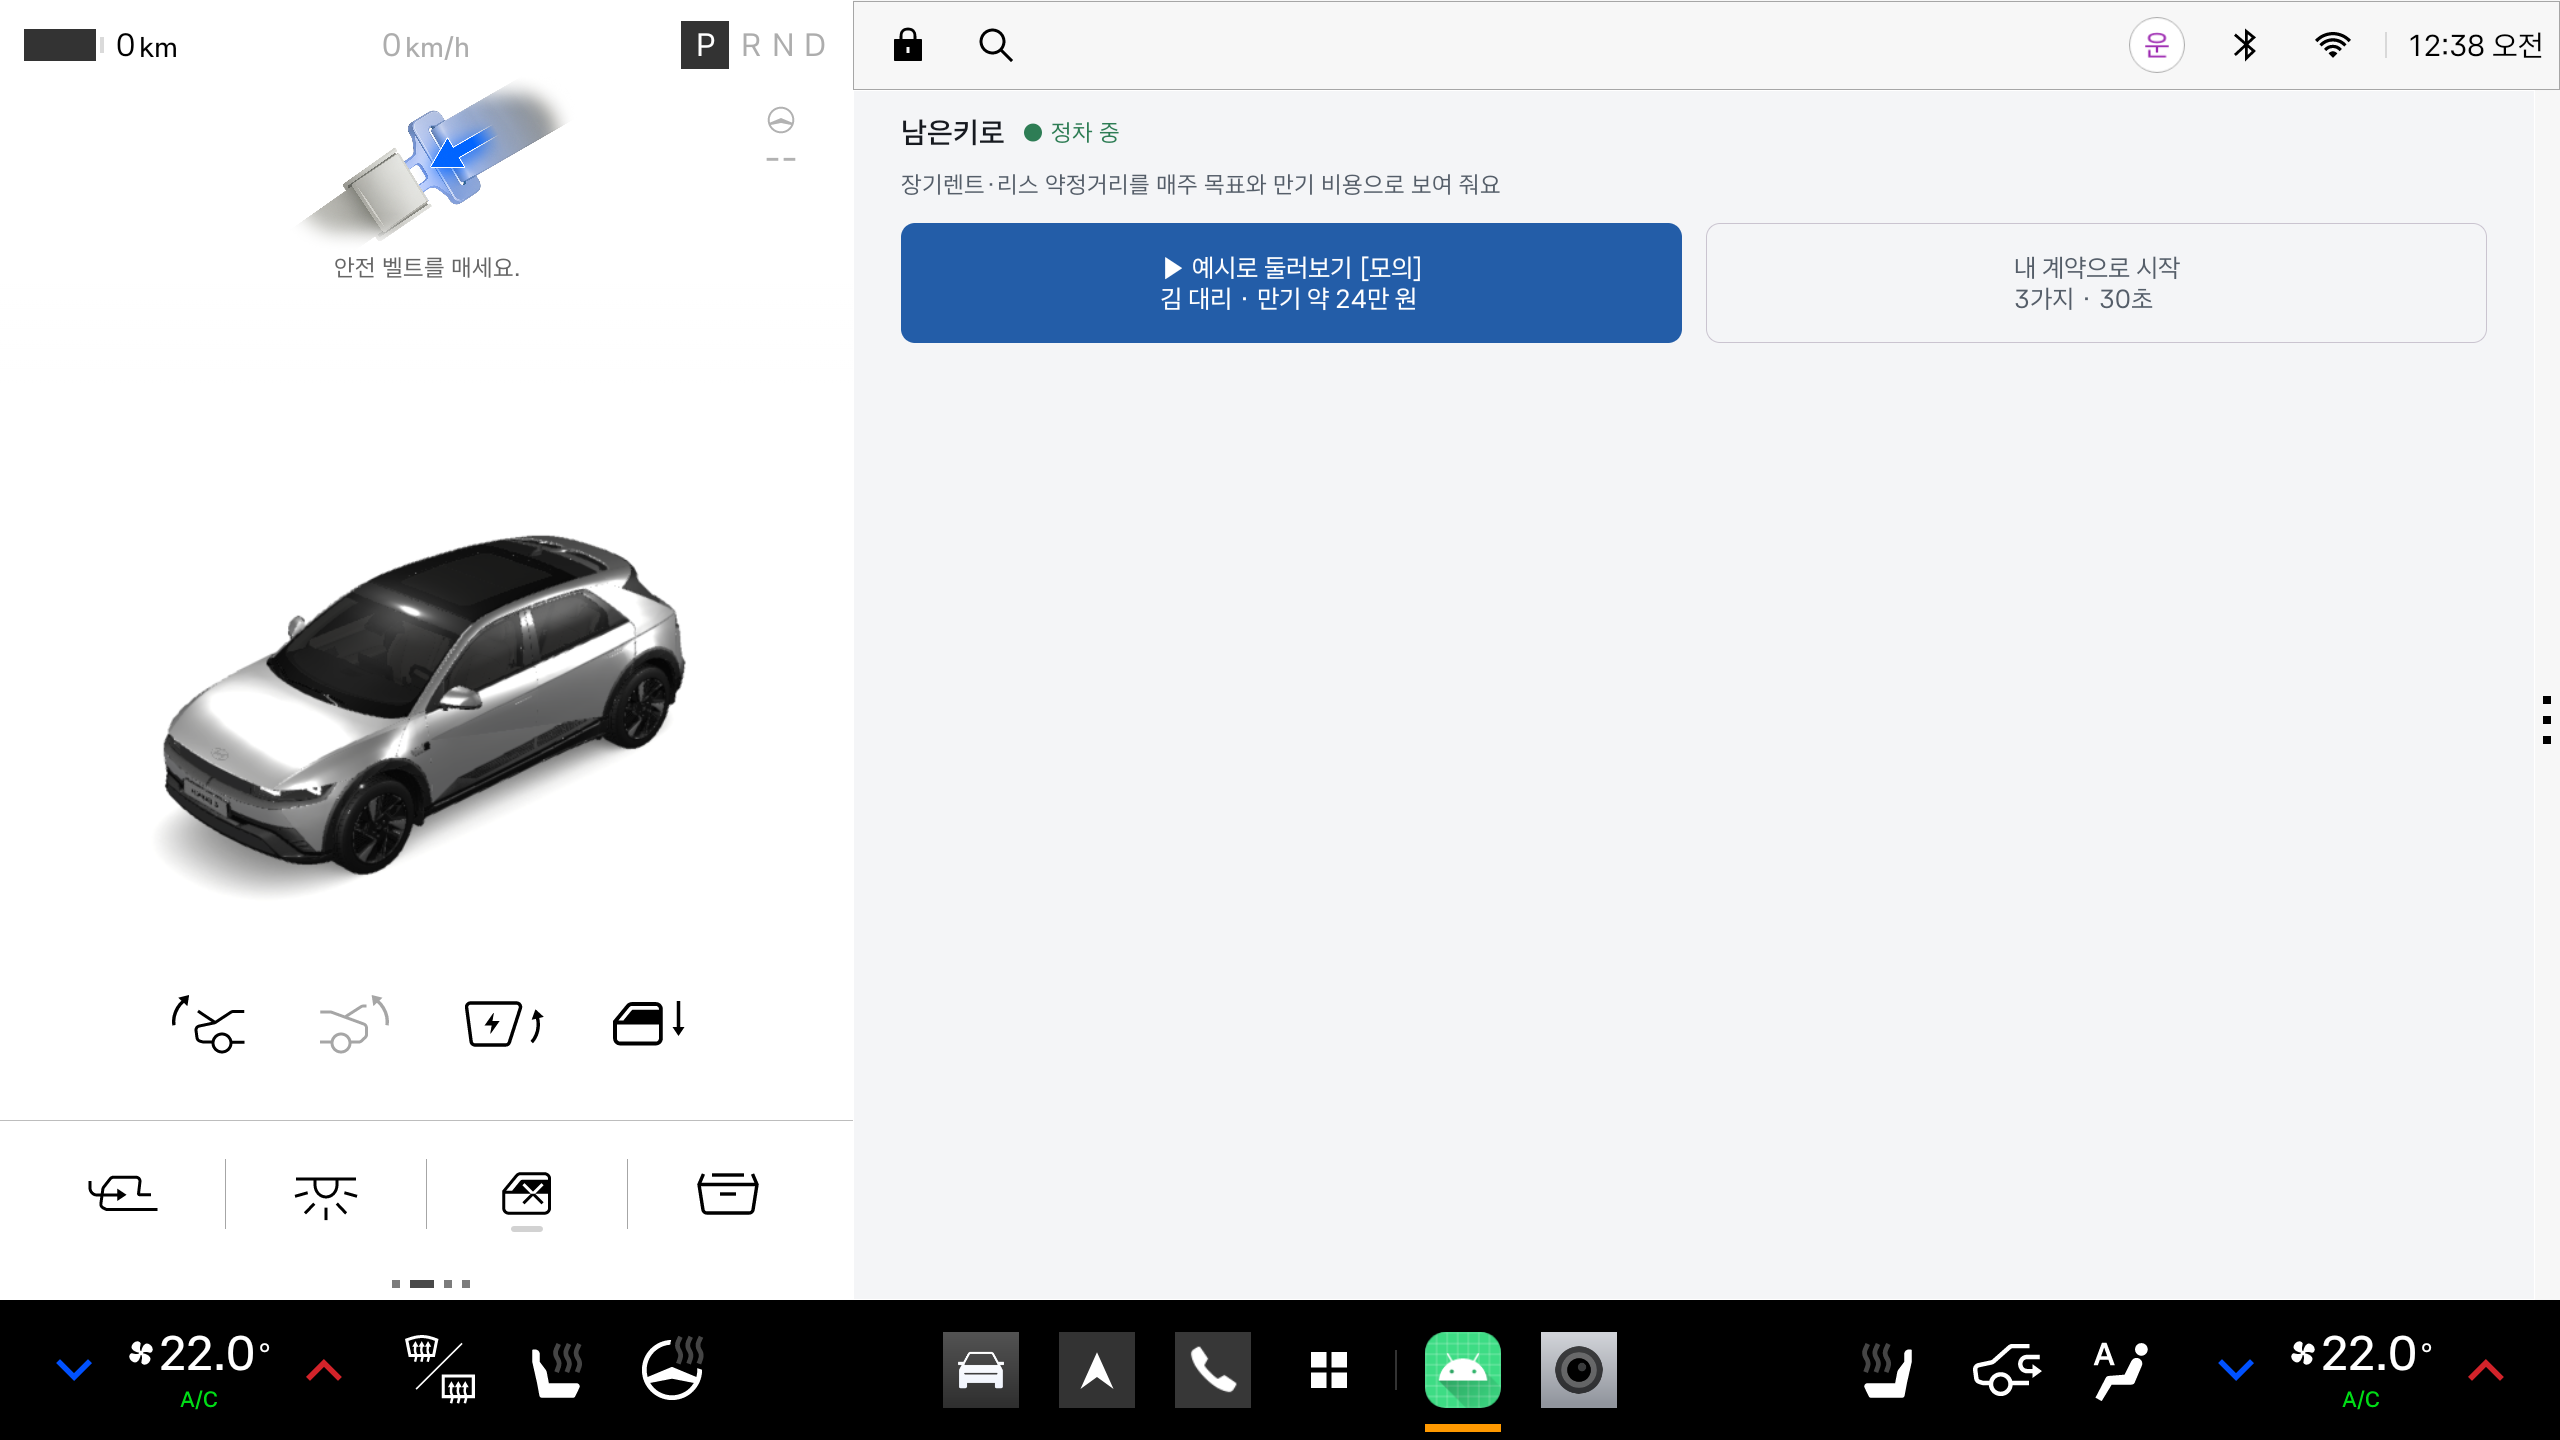 0 km
0 km/h
P R N D
안전 벨트를 매세요.
운
12:38 오전
남은키로
정차 중
장기렌트·리스 약정거리를 매주 목표와 만기 비용으로 보여 줘요
▶ 예시로 둘러보기 [모의]
김 대리 · 만기 약 24만 원
내 계약으로 시작
3가지 · 30초
22.0°
A/C
A
22.0°
A/C